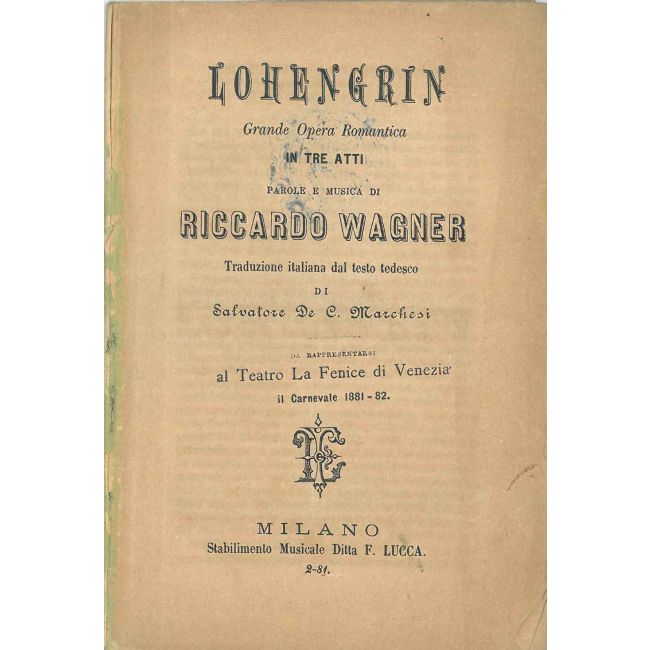 LOHENGRIN
Grande Opera Romantica
IN TRE ATTI
PAROLE E MUSICA DI
RICCARDO WAGNER
Traduzione italiana dal testo tedesco
DI
Salvatore De C. Marchesi
DA RAPPRESENTARSI
al Teatro La Fenice di Venezia
il Carnevale 1881-82.
MILANO
Stabilimento Musicale Ditta F. LUCCA.
2-81.